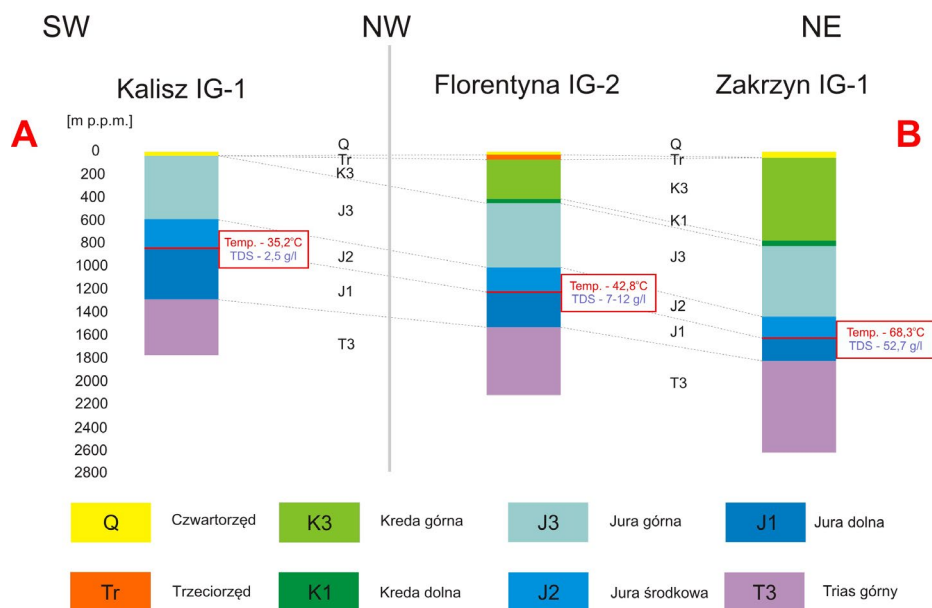 SW
NW
NE
Kalisz IG-1
Florentyna IG-2
Zakrzyn IG-1
A
[m p.p.m.]
B
0
200
400
600
800
1000
1200
1400
1600
1800
2000
2200
2400
2600
2800
Q
Tr
K3
J3
J2
J1
T3
Temp. - 35,2°C
TDS - 2,5 g/l
Temp. - 42,8°C
TDS - 7-12 g/l
Q
Tr
K3
K1
J3
J2
J1
T3
Temp. - 68,3°C
TDS - 52,7 g/l
Q Czwartorzęd
K3 Kreda górna
J3 Jura górna
J1 Jura dolna
Tr Trzeciorzęd
K1 Kreda dolna
J2 Jura środkowa
T3 Trias górny